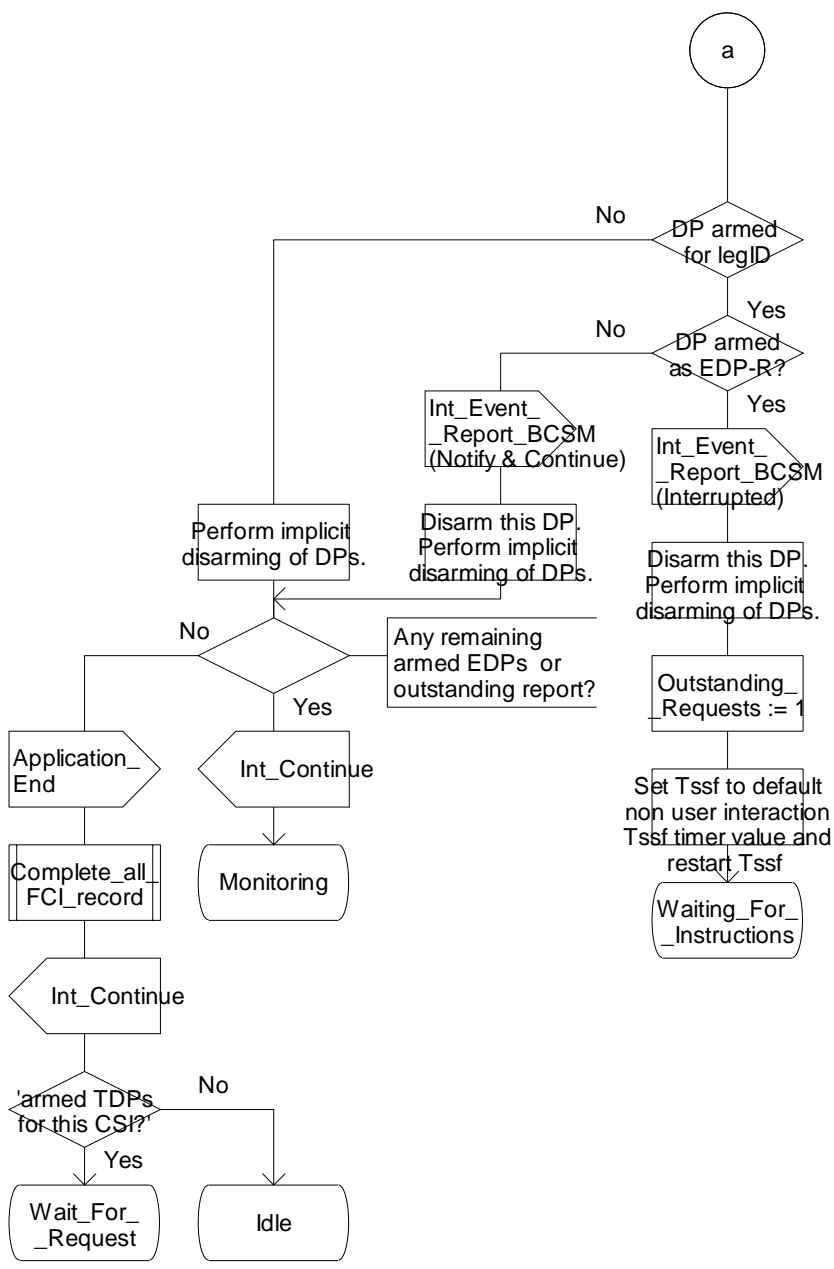 a
No
DP armed
for legID
Yes
No
DP armed
as EDP-R?
Yes
Int_Event_
_Report_BCSM
(Notify & Continue)
Int_Event_
_Report_BCSM
(Interrupted)
Perform implicit
disarming of DPs.
Disarm this DP.
Perform implicit
disarming of DPs.
Disarm this DP.
Perform implicit
disarming of DPs.
No
Any remaining
armed EDPs or
outstanding report?
Yes
Outstanding_
_Requests := 1
Application_
End
Int_Continue
Set Tssf to default
non user interaction
Tssf timer value and
restart Tssf
Complete_all_
FCI_record
Monitoring
Waiting_For_
_Instructions
Int_Continue
'armed TDPs
for this CSI?'
No
Yes
Wait_For_
_Request
Idle